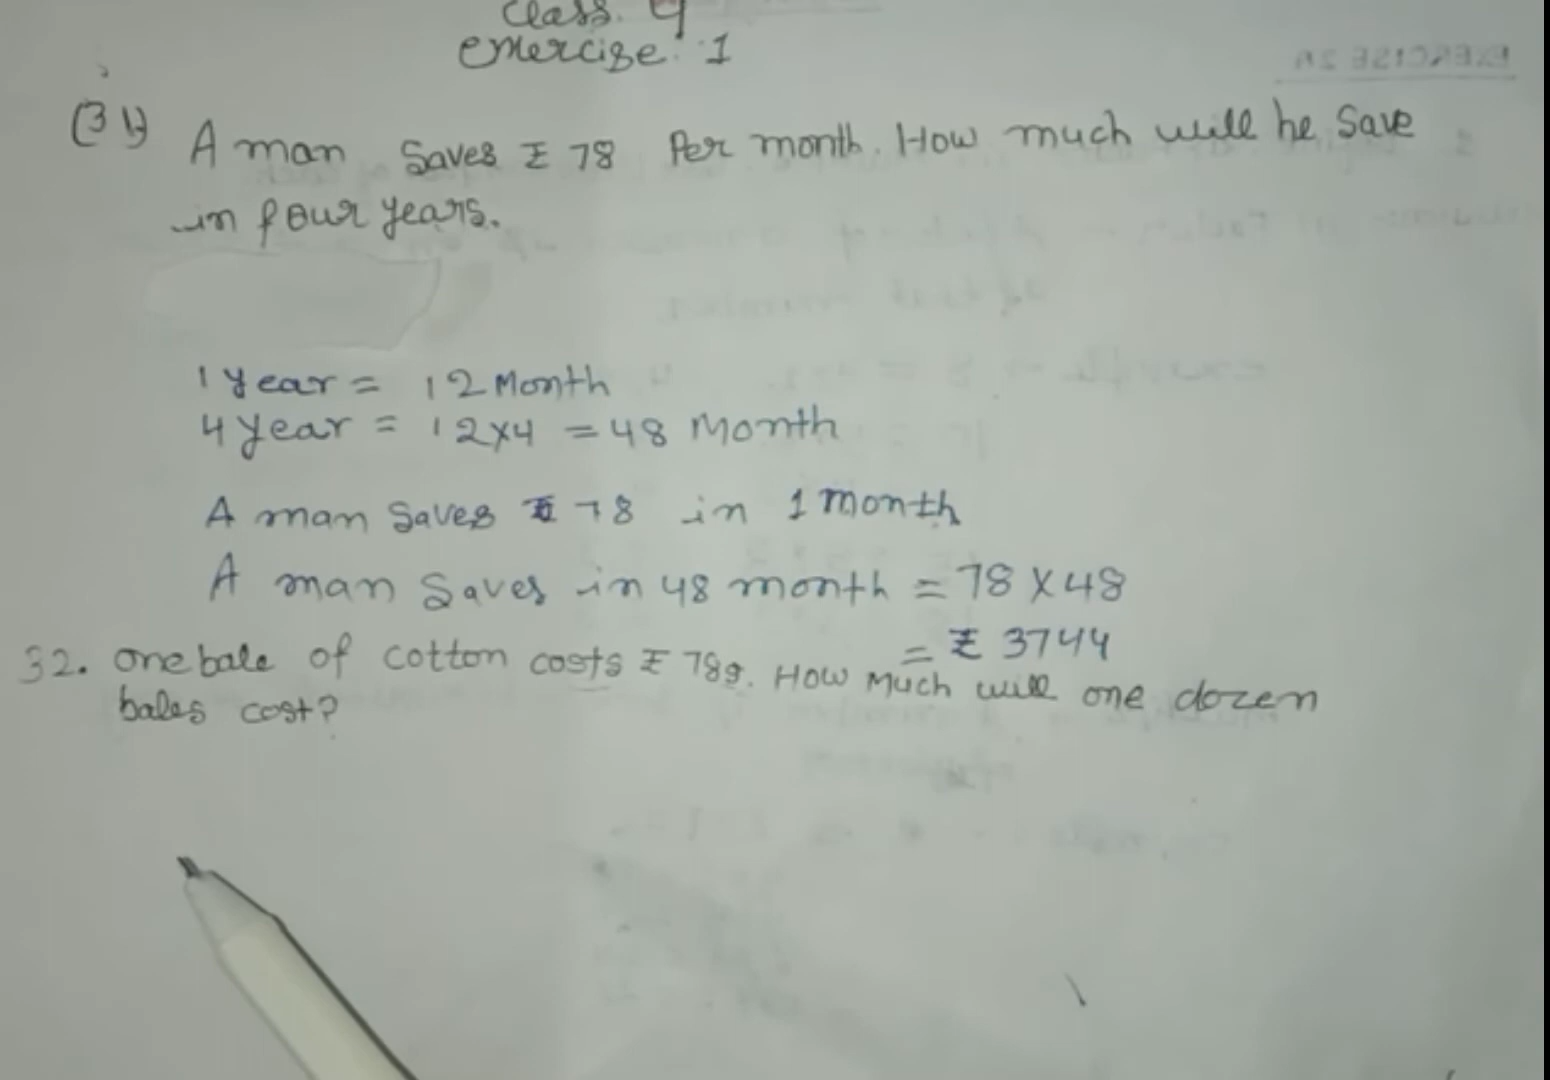 Class. 4
Exercise. 1
(31) A man saves ₹ 78 Per month. How much will he save
in four years.
1 year = 12 Month
4 year = 12x4 = 48 Month
A man saves ₹ 78 in 1 month
A man saves in 48 month = 78 X 48
= ₹ 3744
32. one bale of cotton costs ₹ 789. How much will one dozen
bales cost?